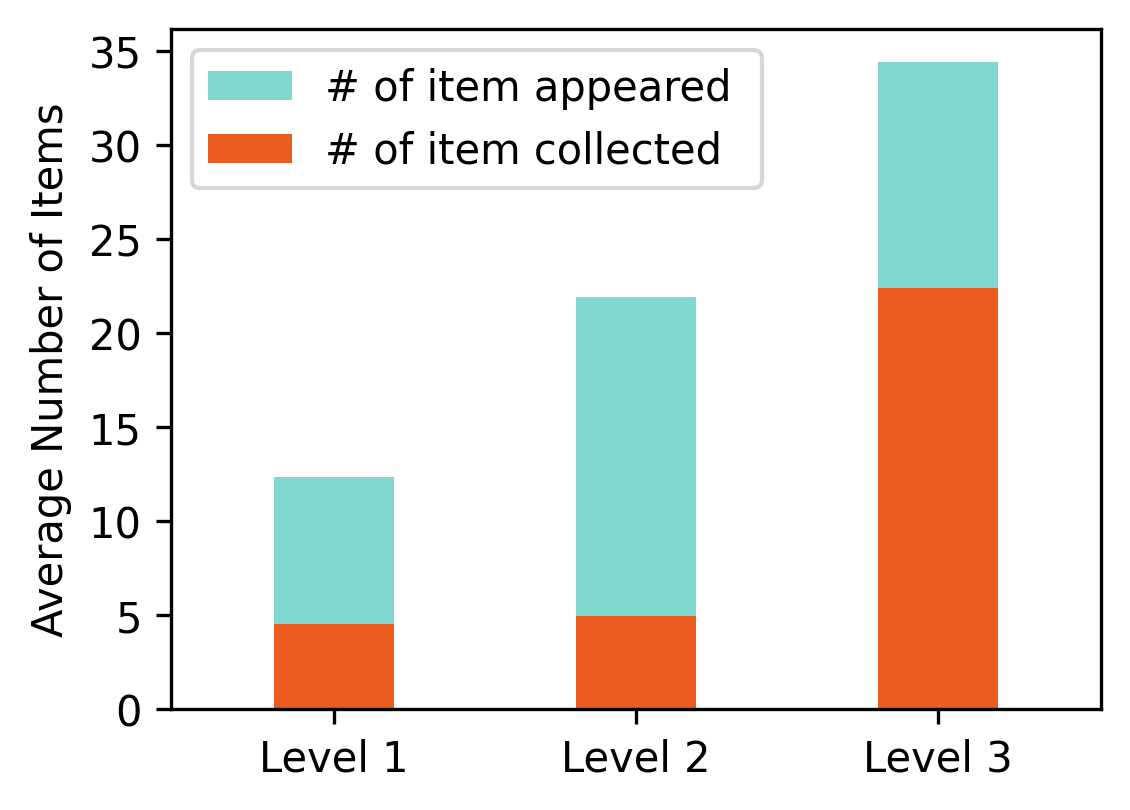 # of item appeared
# of item collected
Average Number of Items
35
30
25
20
15
10
5
0
Level 1
Level 2
Level 3